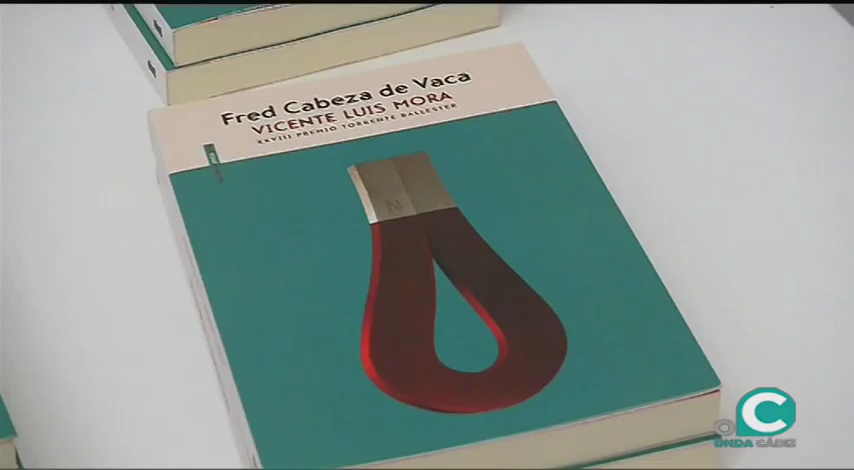 Fred Cabeza de Vaca
VICENTE LUIS MORA
XXVIII PREMIO TORRENTE BALLESTER
N
ONDA CÁDIZ